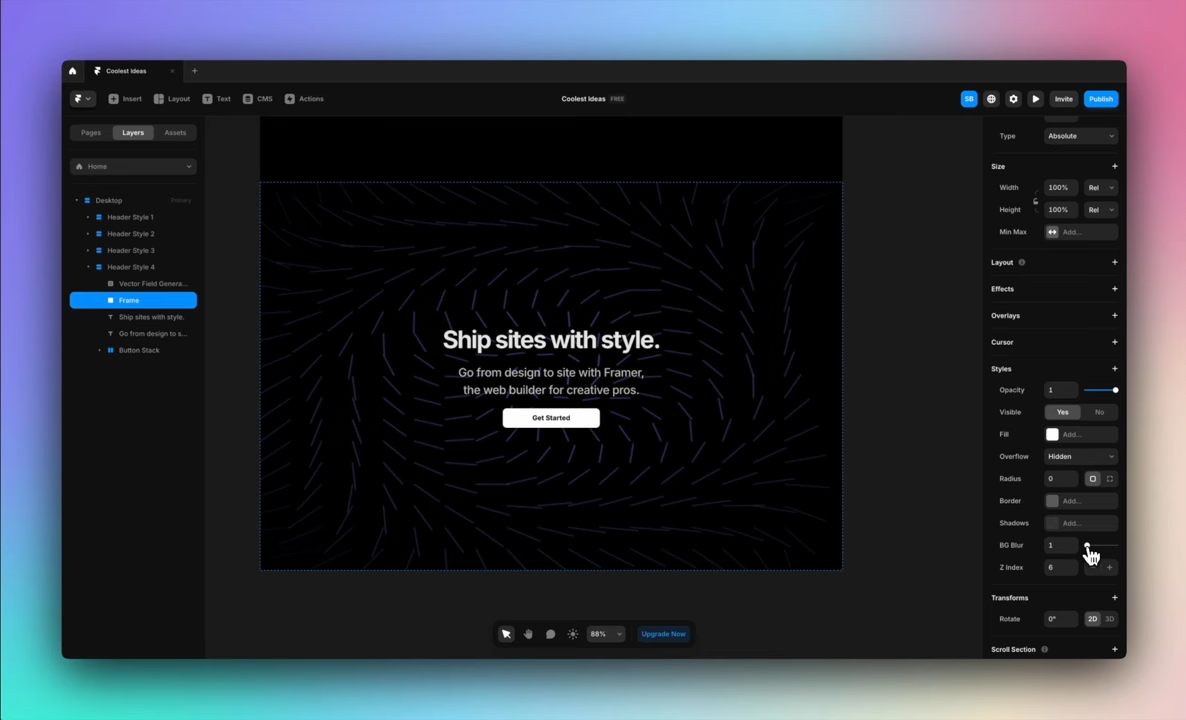 Coolest Ideas
Insert
Layout
Text
CMS
Actions
Coolest Ideas FREE
SB
Invite
Publish
Pages
Layers
Assets
Home
Desktop
Primary
Header Style 1
Header Style 2
Header Style 3
Header Style 4
Vector Field Genera...
Frame
Ship sites with style.
Go from design to s...
Button Stack
Ship sites with style.
Go from design to site with Framer,
the web builder for creative pros.
Get Started
88%
Upgrade Now
Type Absolute
Size
Width 100% Rel
Height 100% Rel
Min Max Add...
Layout
Effects
Overlays
Cursor
Styles
Opacity 1
Visible Yes No
Fill Add...
Overflow Hidden
Radius 0
Border Add...
Shadows Add...
BG Blur 1
Z Index 6
Transforms
Rotate 0° 2D 3D
Scroll Section